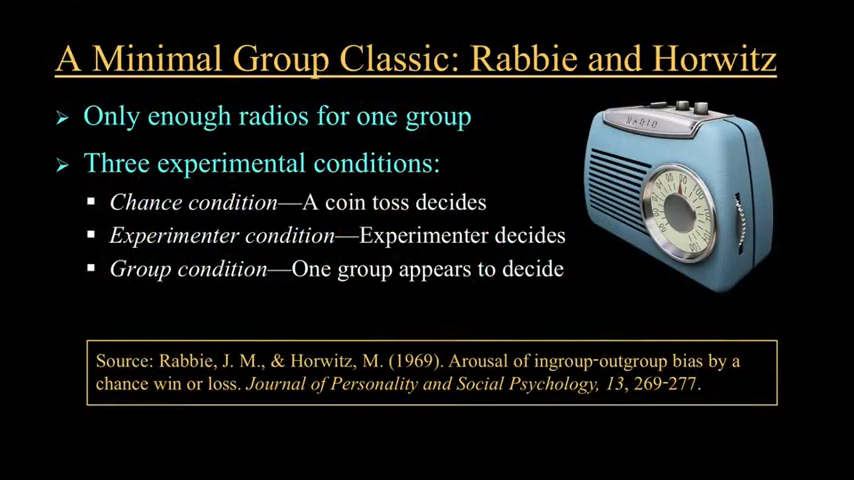 A Minimal Group Classic: Rabbie and Horwitz
➢ Only enough radios for one group
➢ Three experimental conditions:
▪ Chance condition—A coin toss decides
▪ Experimenter condition—Experimenter decides
▪ Group condition—One group appears to decide
RADIO
Source: Rabbie, J. M., & Horwitz, M. (1969). Arousal of ingroup-outgroup bias by a
chance win or loss. Journal of Personality and Social Psychology, 13, 269-277.